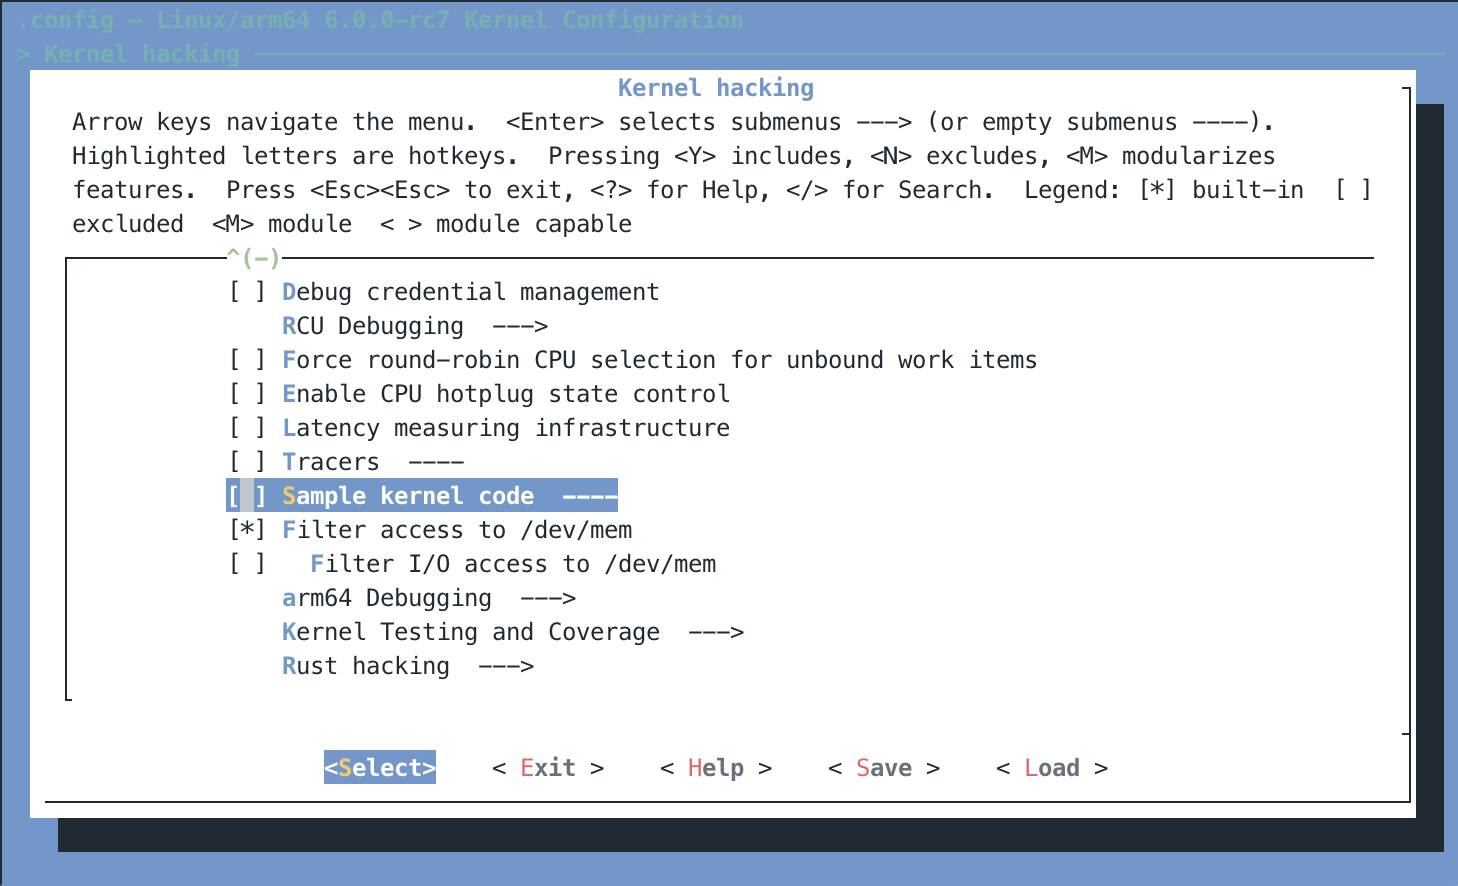 .config - Linux/arm64 6.0.0-rc7 Kernel Configuration
> Kernel hacking
Kernel hacking
Arrow keys navigate the menu.  <Enter> selects submenus ---> (or empty submenus ----).
Highlighted letters are hotkeys.  Pressing <Y> includes, <N> excludes, <M> modularizes
features.  Press <Esc><Esc> to exit, <?> for Help, </> for Search.  Legend: [*] built-in  [ ]
excluded  <M> module  < > module capable
^(-)
[ ] Debug credential management
RCU Debugging  --->
[ ] Force round-robin CPU selection for unbound work items
[ ] Enable CPU hotplug state control
[ ] Latency measuring infrastructure
[ ] Tracers  ----
[ ] Sample kernel code  ----
[*] Filter access to /dev/mem
[ ]   Filter I/O access to /dev/mem
arm64 Debugging  --->
Kernel Testing and Coverage  --->
Rust hacking  --->
<Select>    < Exit >    < Help >    < Save >    < Load >